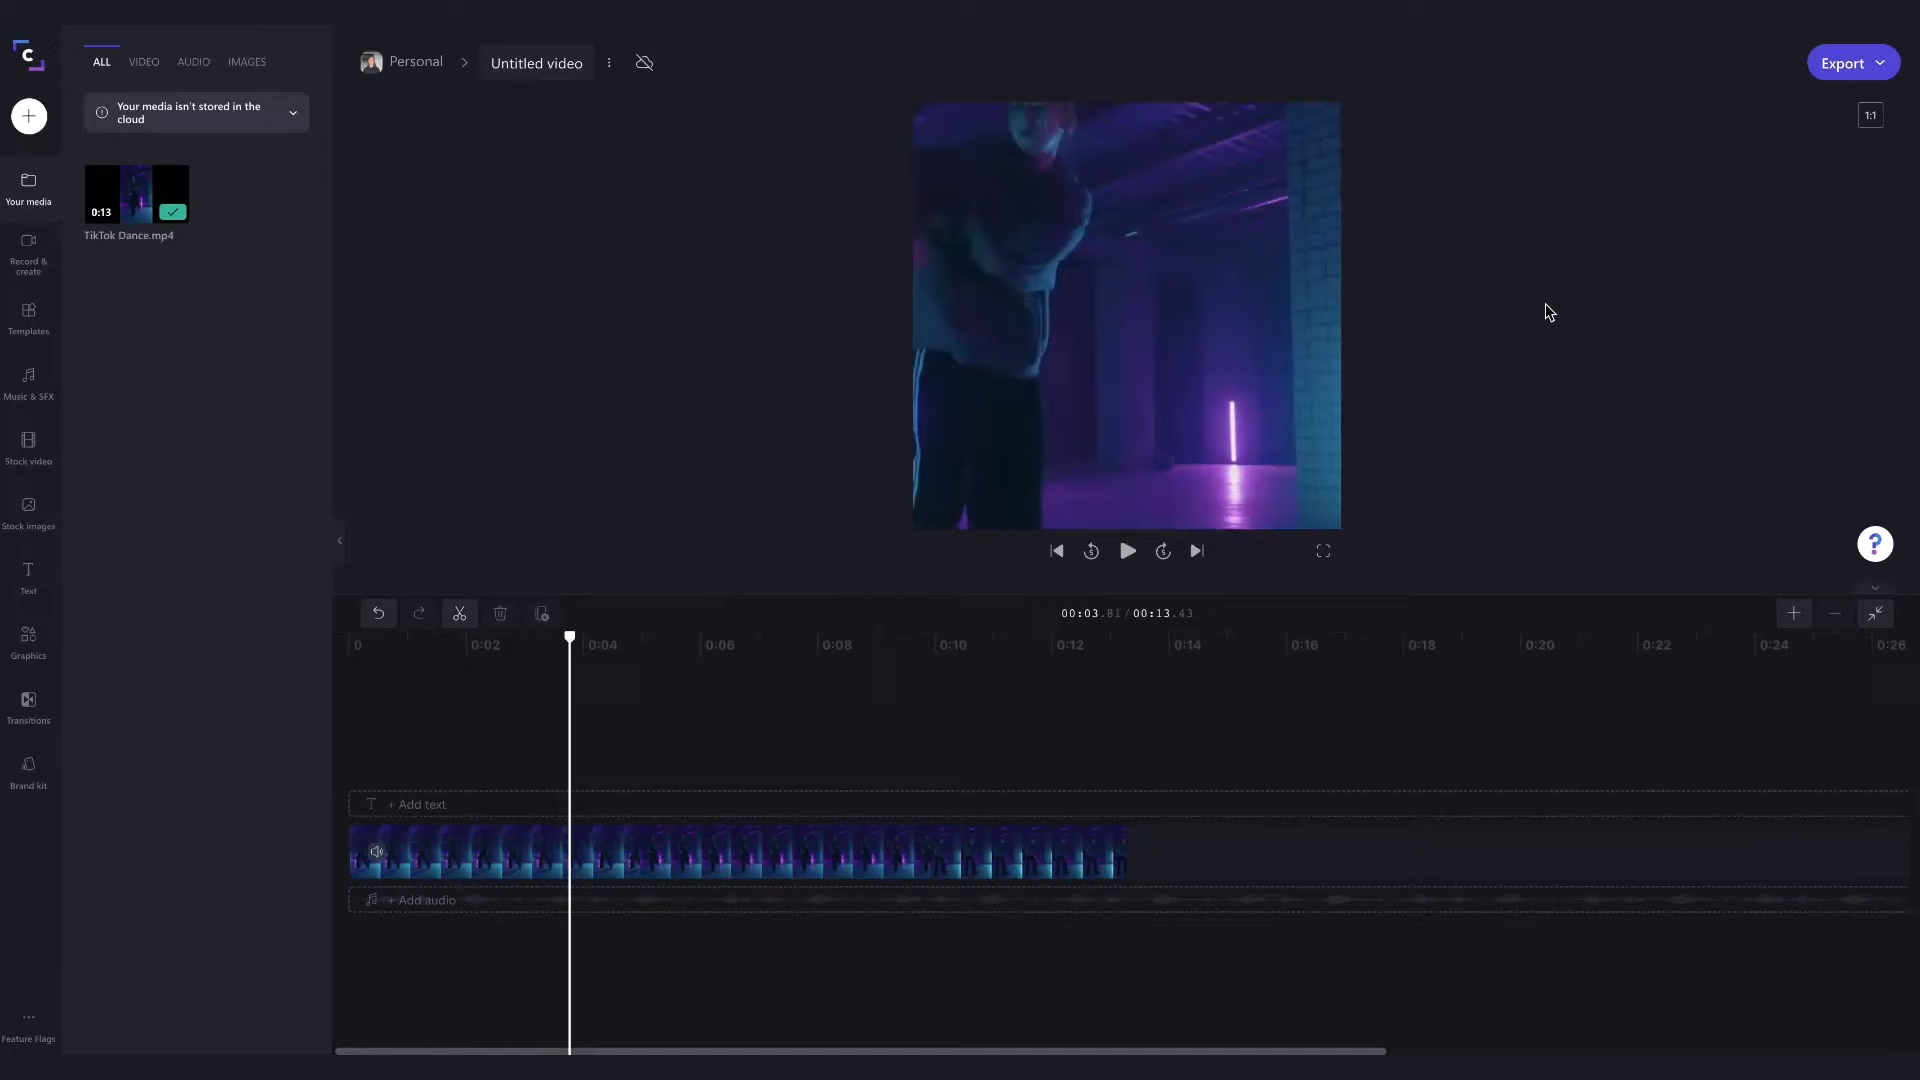 C
ALL VIDEO AUDIO IMAGES
Personal > Untitled video
Export
Your media isn't stored in the
cloud
1:1
0:13
TikTok Dance.mp4
Your media
Record &
create
Templates
Music & SFX
Stock video
Stock images
Text
Graphics
Transitions
Brand kit
Feature Flags
5 5
?
00:03.81 / 00:13.43
0 0:02 0:04 0:06 0:08 0:10 0:12 0:14 0:16 0:18 0:20 0:22 0:24 0:26
T + Add text
+ Add audio